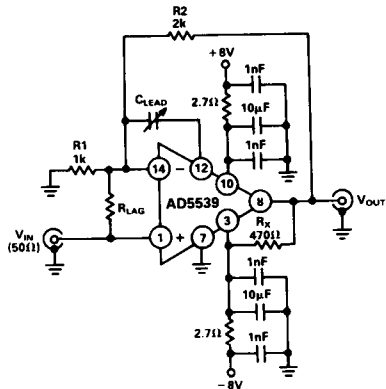 R2
2k
+8V
1nF
2.7Ω
10μF
1nF
CLEAD
R1
1k
14
−
12
10
AD5539
8
VOUT
RLAG
3
RX
470Ω
VIN
(50Ω)
1
+
7
1nF
10μF
2.7Ω
1nF
−8V